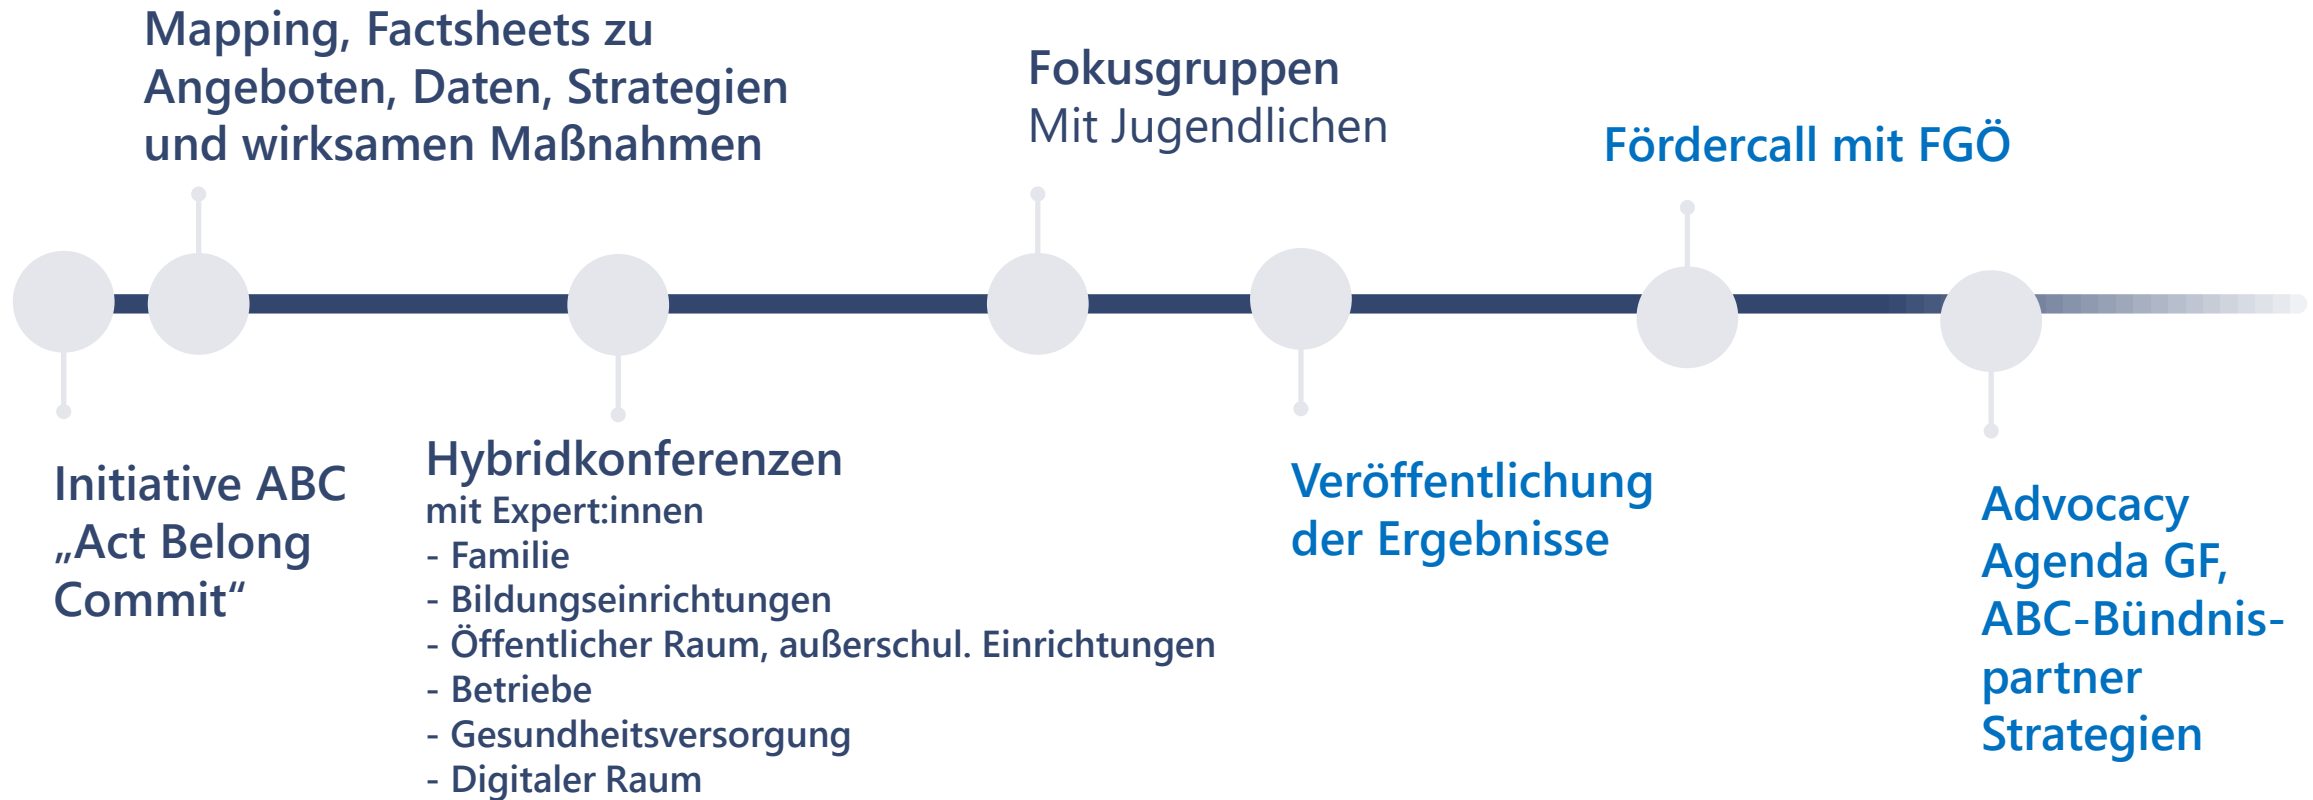 Mapping, Factsheets zu
Angeboten, Daten, Strategien
und wirksamen Maßnahmen
Fokusgruppen
Mit Jugendlichen
Fördercall mit FGÖ
Initiative ABC
„Act Belong
Commit“
Hybridkonferenzen
mit Expert:innen
- Familie
- Bildungseinrichtungen
- Öffentlicher Raum, außerschul. Einrichtungen
- Betriebe
- Gesundheitsversorgung
- Digitaler Raum
Veröffentlichung
der Ergebnisse
Advocacy
Agenda GF,
ABC-Bündnis-
partner
Strategien